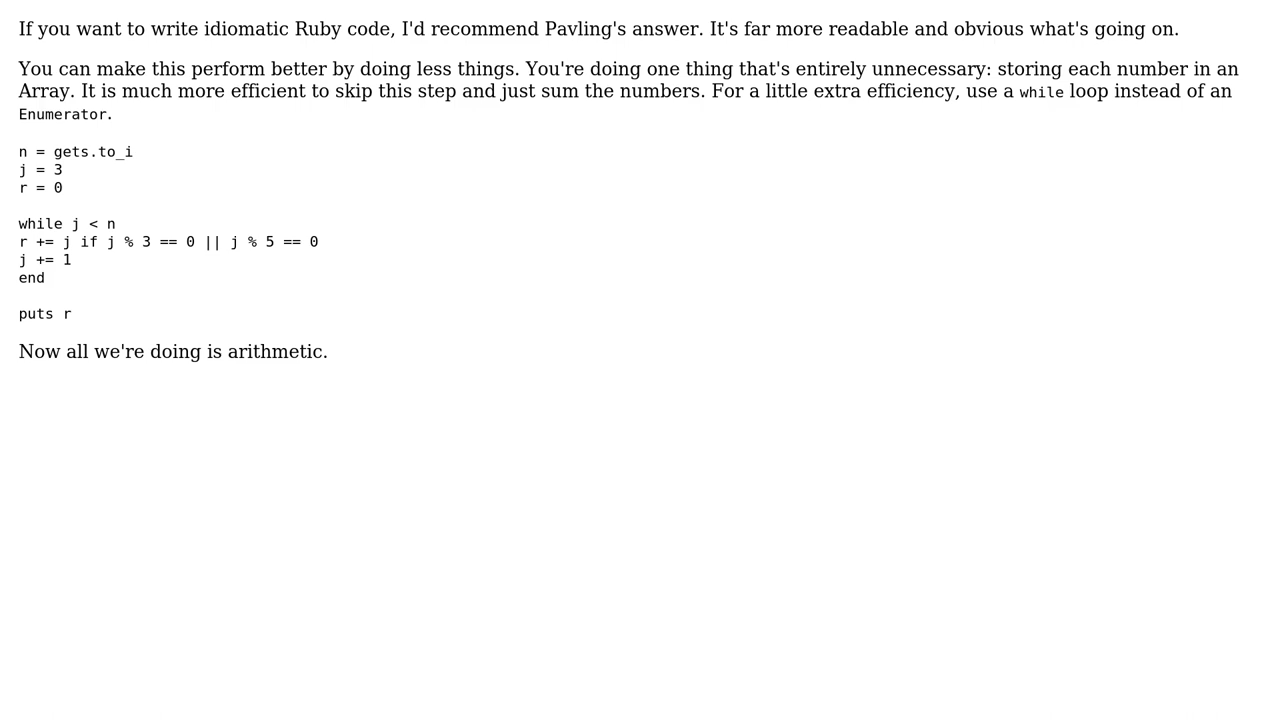 If you want to write idiomatic Ruby code, I'd recommend Pavling's answer. It's far more readable and obvious what's going on.
You can make this perform better by doing less things. You're doing one thing that's entirely unnecessary: storing each number in an
Array. It is much more efficient to skip this step and just sum the numbers. For a little extra efficiency, use a while loop instead of an
Enumerator.
n = gets.to_i
j = 3
r = 0
while j < n
r += j if j % 3 == 0 || j % 5 == 0
j += 1
end
puts r
Now all we're doing is arithmetic.